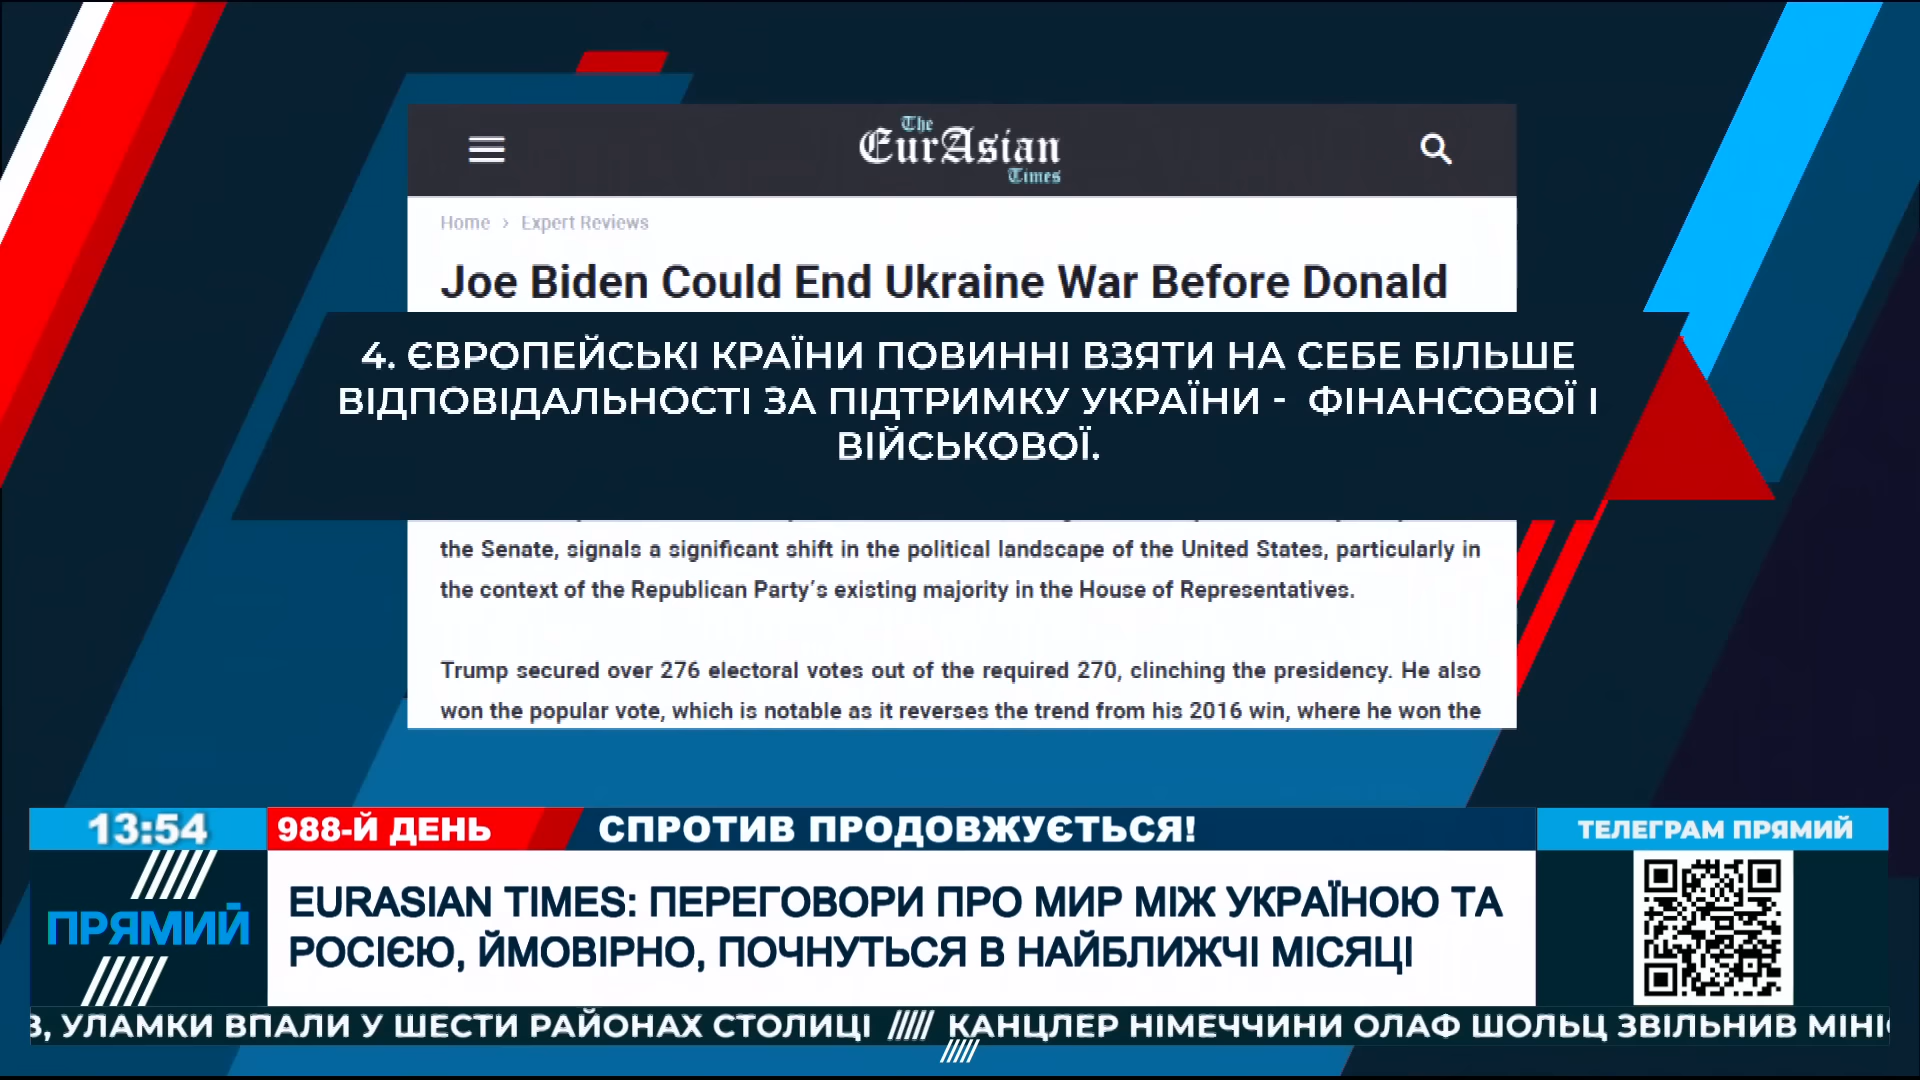 The
EurAsian
Times
Home › Expert Reviews
Joe Biden Could End Ukraine War Before Donald
4. ЄВРОПЕЙСЬКІ КРАЇНИ ПОВИННІ ВЗЯТИ НА СЕБЕ БІЛЬШЕ
ВІДПОВІДАЛЬНОСТІ ЗА ПІДТРИМКУ УКРАЇНИ - ФІНАНСОВОЇ І
ВІЙСЬКОВОЇ.
the Senate, signals a significant shift in the political landscape of the United States, particularly in
the context of the Republican Party's existing majority in the House of Representatives.
Trump secured over 276 electoral votes out of the required 270, clinching the presidency. He also
won the popular vote, which is notable as it reverses the trend from his 2016 win, where he won the
13:54
988-Й ДЕНЬ
СПРОТИВ ПРОДОВЖУЄТЬСЯ!
ТЕЛЕГРАМ ПРЯМИЙ
ПРЯМИЙ
EURASIAN TIMES: ПЕРЕГОВОРИ ПРО МИР МІЖ УКРАЇНОЮ ТА
РОСІЄЮ, ЙМОВІРНО, ПОЧНУТЬСЯ В НАЙБЛИЖЧІ МІСЯЦІ
, УЛАМКИ ВПАЛИ У ШЕСТИ РАЙОНАХ СТОЛИЦІ ///// КАНЦЛЕР НІМЕЧЧИНИ ОЛАФ ШОЛЬЦ ЗВІЛЬНИВ МІНІ